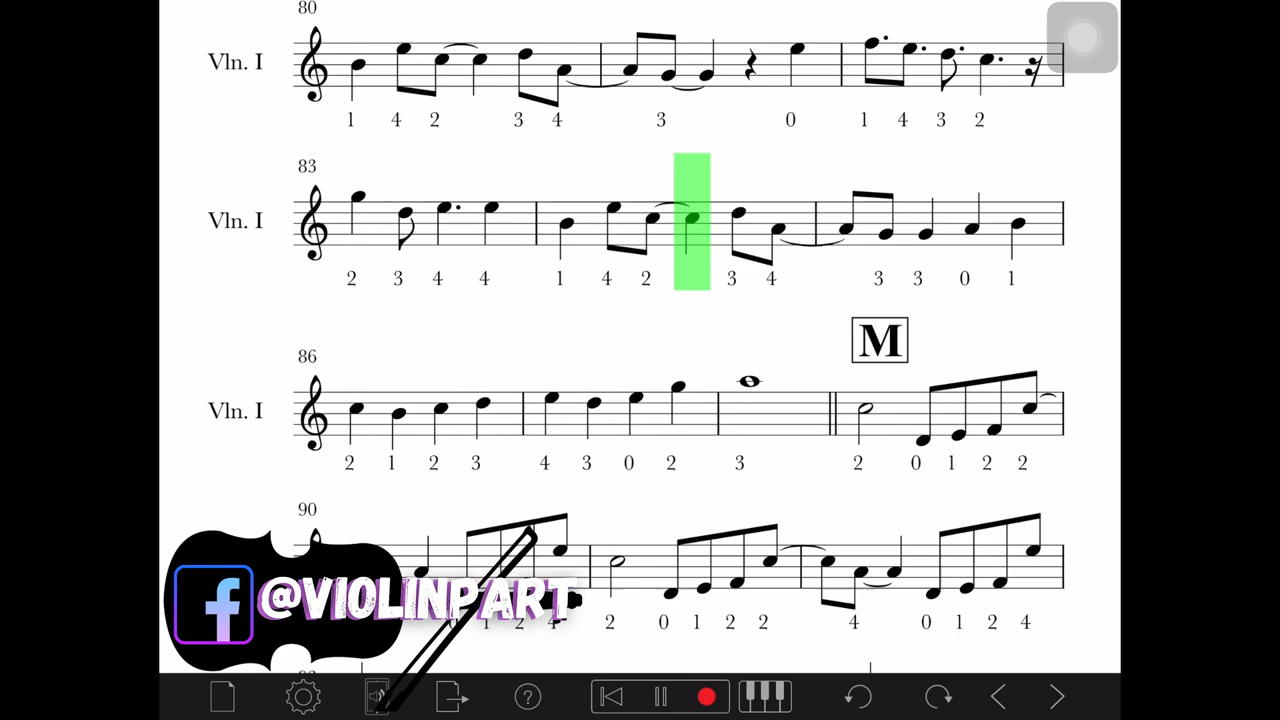 80
Vln. I
1 4 2 3 4 3 0 1 4 3 2
83
Vln. I
2 3 4 4 1 4 2 3 4 3 3 0 1
M
86
Vln. I
2 1 2 3 4 3 0 2 3 2 0 1 2 2
90
@VIOLINPART
2 0 1 2 2 4 0 1 2 4